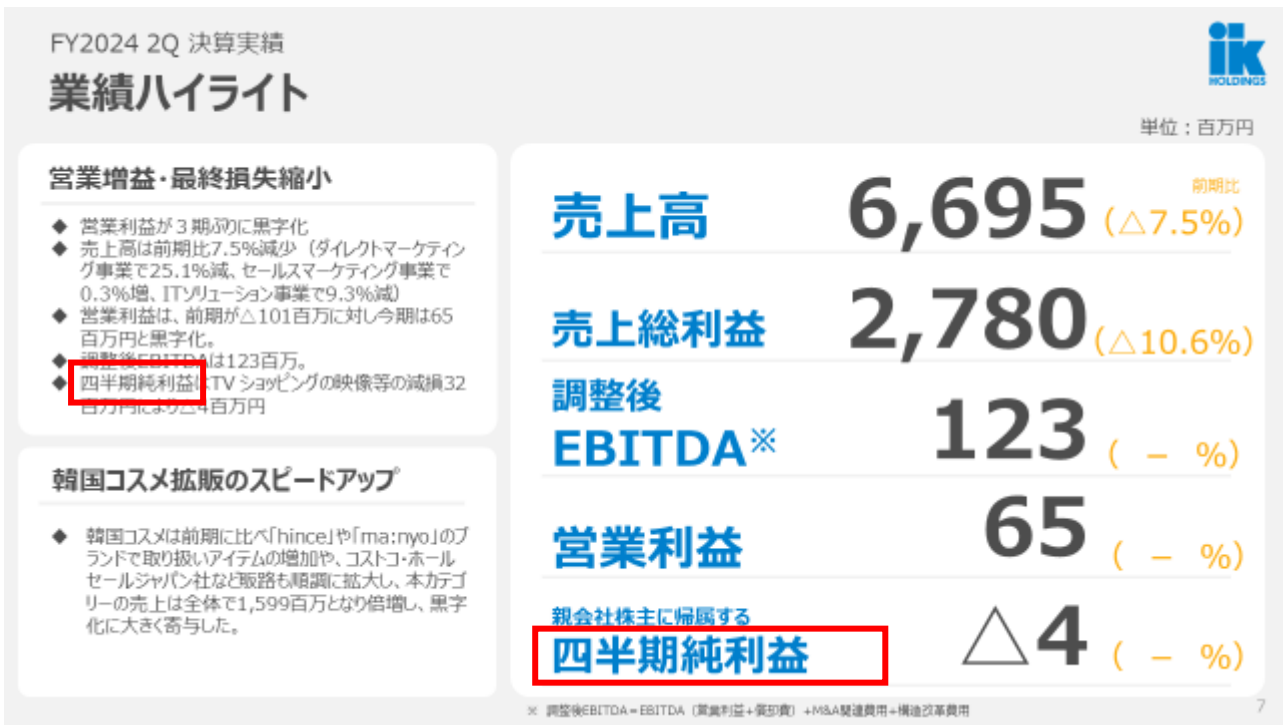 FY2024 2Q 決算実績
業績ハイライト
ik
HOLDINGS
単位：百万円
営業増益・最終損失縮小
◆ 営業利益が３期ぶりに黒字化
◆ 売上高は前期比7.5%減少（ダイレクトマーケティン
グ事業で25.1%減、セールスマーケティング事業で
0.3%増、ITソリューション事業で9.3%減）
◆ 営業利益は、前期が△101百万に対し今期は65
百万円と黒字化。
◆ 調整後EBITDAは123百万。
◆ 四半期純利益はTVショッピングの映像等の減損32
百万円により△4百万円
韓国コスメ拡販のスピードアップ
◆ 韓国コスメは前期に比べ「hince」や「ma:nyo」のブ
ランドで取り扱いアイテムの増加や、コストコ・ホール
セールジャパン社など販路も順調に拡大し、本カテゴ
リーの売上は全体で1,599百万となり倍増し、黒字
化に大きく寄与した。
前期比
売上高 6,695 (△7.5%)
売上総利益 2,780 (△10.6%)
調整後
EBITDA※ 123 ( － %)
営業利益 65 ( － %)
親会社株主に帰属する
四半期純利益 △4 ( － %)
※ 調整後EBITDA＝EBITDA（営業利益+償却費）+M&A関連費用+構造改革費用
7